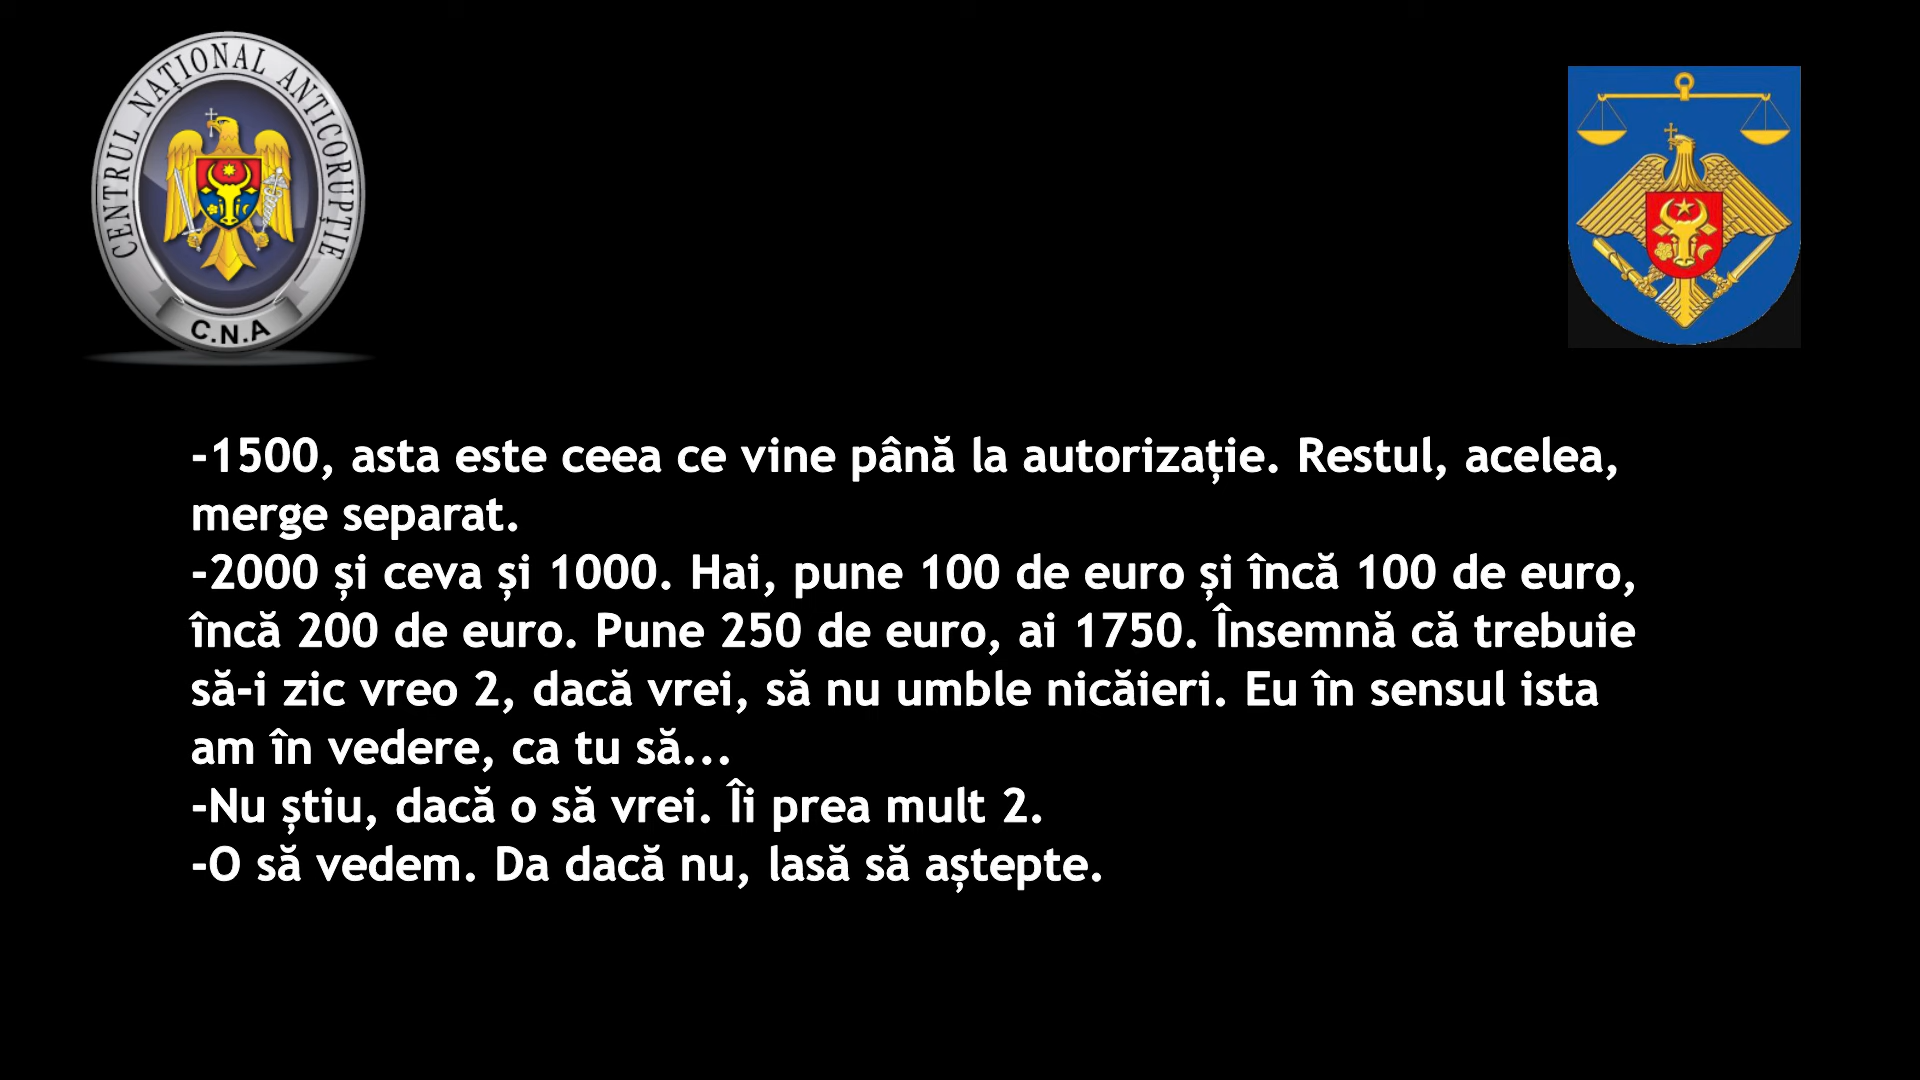 CENTRUL NAȚIONAL ANTICORUPȚIE
C.N.A
-1500, asta este ceea ce vine până la autorizație. Restul, acelea,
merge separat.
-2000 și ceva și 1000. Hai, pune 100 de euro și încă 100 de euro,
încă 200 de euro. Pune 250 de euro, ai 1750. Însemnă că trebuie
să-i zic vreo 2, dacă vrei, să nu umble nicăieri. Eu în sensul ista
am în vedere, ca tu să...
-Nu știu, dacă o să vrei. Îi prea mult 2.
-O să vedem. Da dacă nu, lasă să aștepte.